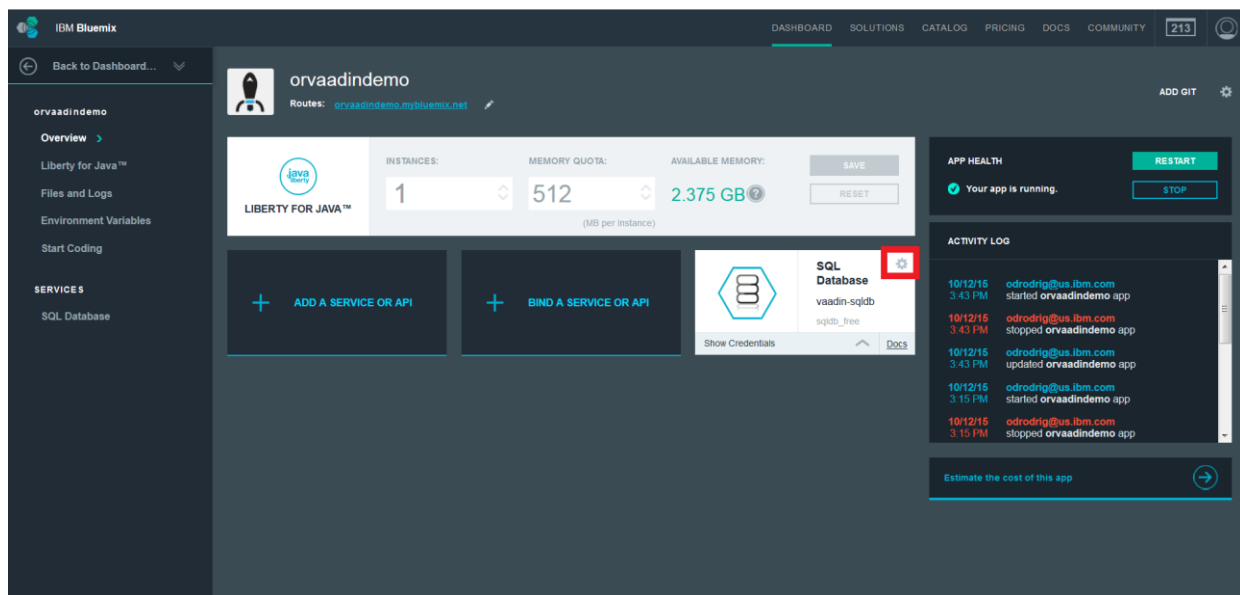 IBM Bluemix
DASHBOARD SOLUTIONS CATALOG PRICING DOCS COMMUNITY 213
Back to Dashboard...
orvaadindemo
Overview
Liberty for Java™
Files and Logs
Environment Variables
Start Coding
SERVICES
SQL Database
orvaadindemo
Routes: orvaadindemo.mybluemix.net
ADD GIT
java
liberty
LIBERTY FOR JAVA™
INSTANCES:
1
MEMORY QUOTA:
512
(MB per Instance)
AVAILABLE MEMORY:
2.375 GB ?
SAVE
RESET
+ ADD A SERVICE OR API
+ BIND A SERVICE OR API
SQL
Database
vaadin-sqldb
sqldb_free
Show Credentials
Docs
APP HEALTH
RESTART
Your app is running.
STOP
ACTIVITY LOG
10/12/15 odrodrig@us.ibm.com
3:43 PM started orvaadindemo app
10/12/15 odrodrig@us.ibm.com
3:43 PM stopped orvaadindemo app
10/12/15 odrodrig@us.ibm.com
3:43 PM updated orvaadindemo app
10/12/15 odrodrig@us.ibm.com
3:15 PM started orvaadindemo app
10/12/15 odrodrig@us.ibm.com
3:15 PM stopped orvaadindemo app
Estimate the cost of this app